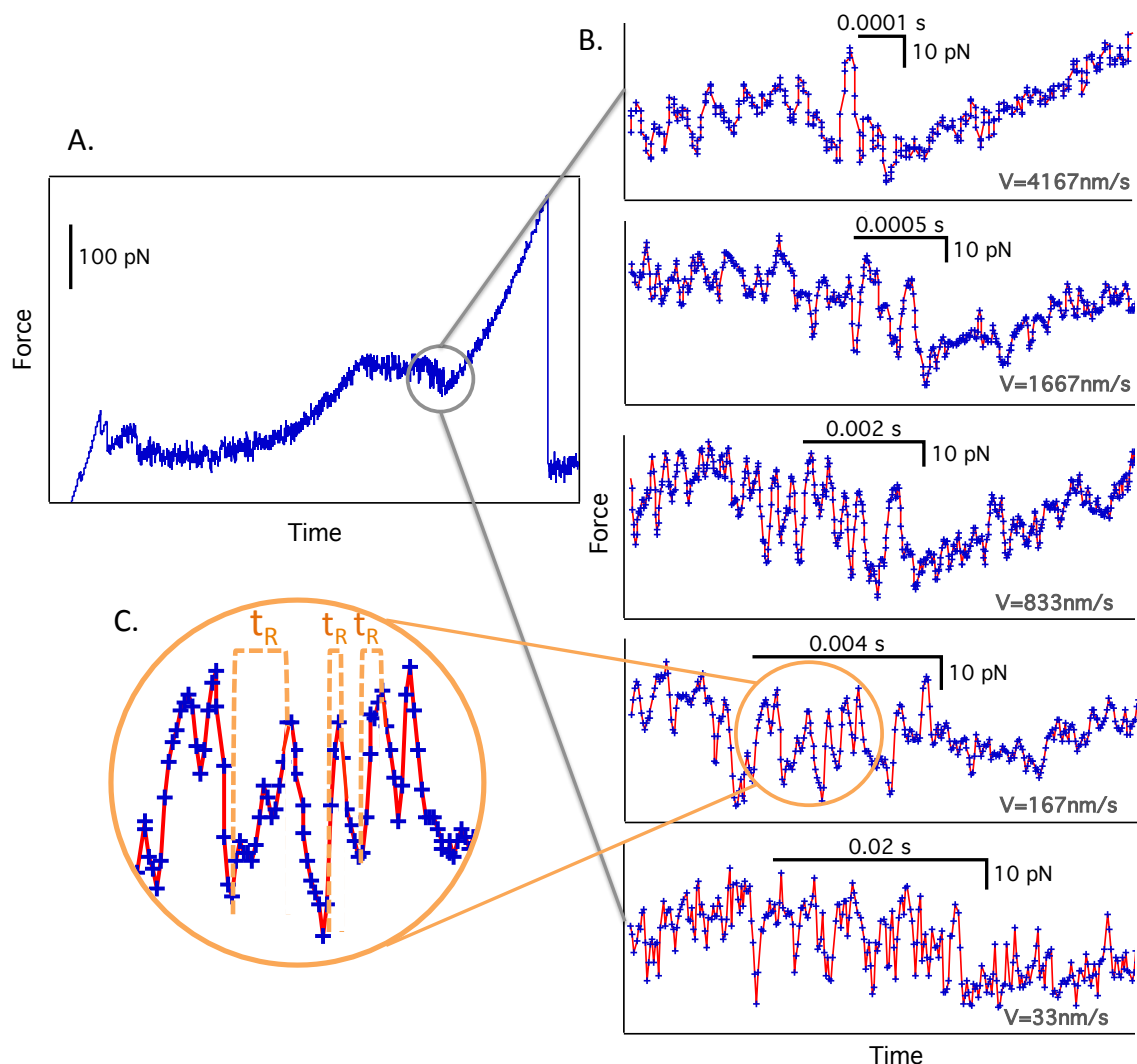 A.
100 pN
Force
Time
B.
0.0001 s
10 pN
V=4167nm/s
0.0005 s
10 pN
V=1667nm/s
0.002 s
10 pN
V=833nm/s
Force
0.004 s
10 pN
V=167nm/s
0.02 s
10 pN
V=33nm/s
Time
C.
tR tR tR